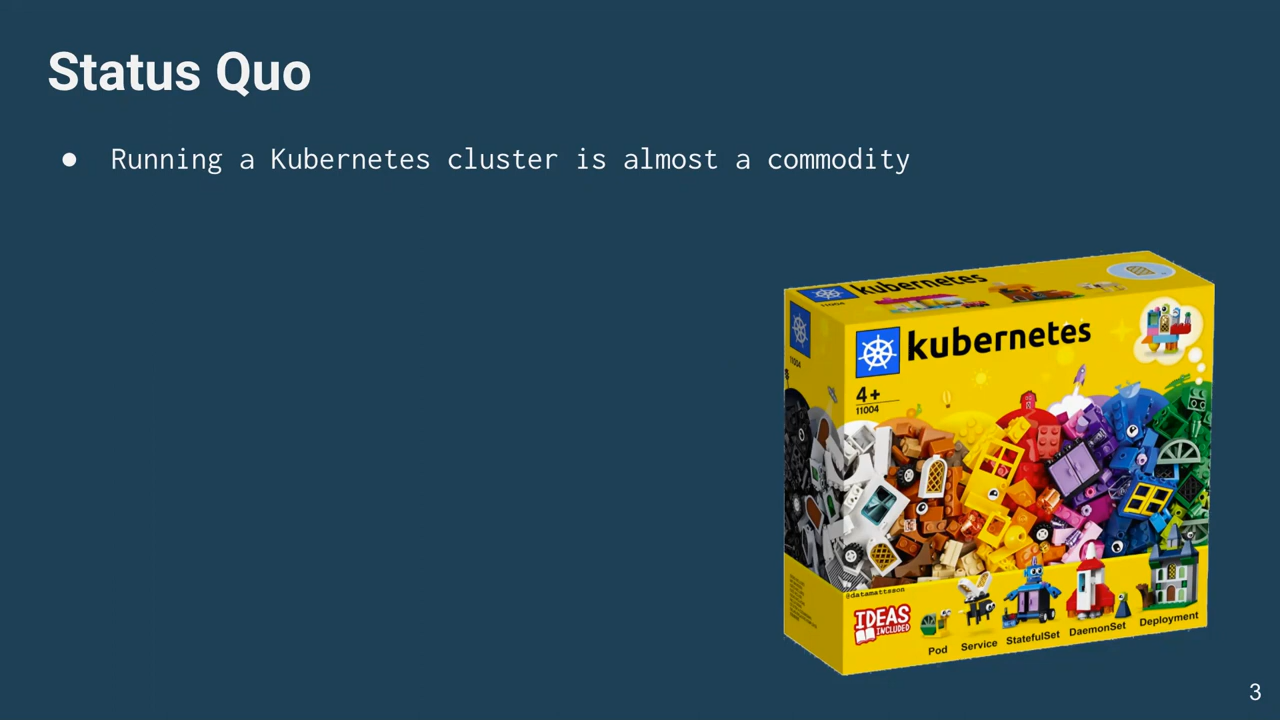 Status Quo
● Running a Kubernetes cluster is almost a commodity
kubernetes
kubernetes
4+
11004
@datamattsson
IDEAS
INCLUDED
Pod Service StatefulSet DaemonSet Deployment
3